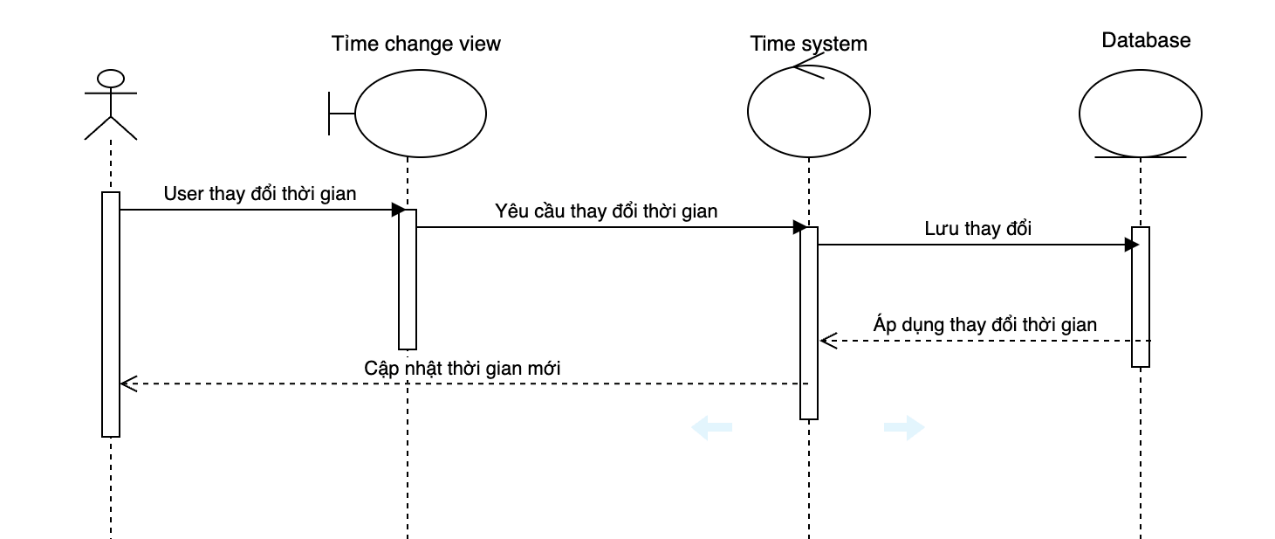 Tỉme change view
Time system
Database
User thay đổi thời gian
Yêu cầu thay đổi thời gian
Lưu thay đổi
Áp dụng thay đổi thời gian
Cập nhật thời gian mới